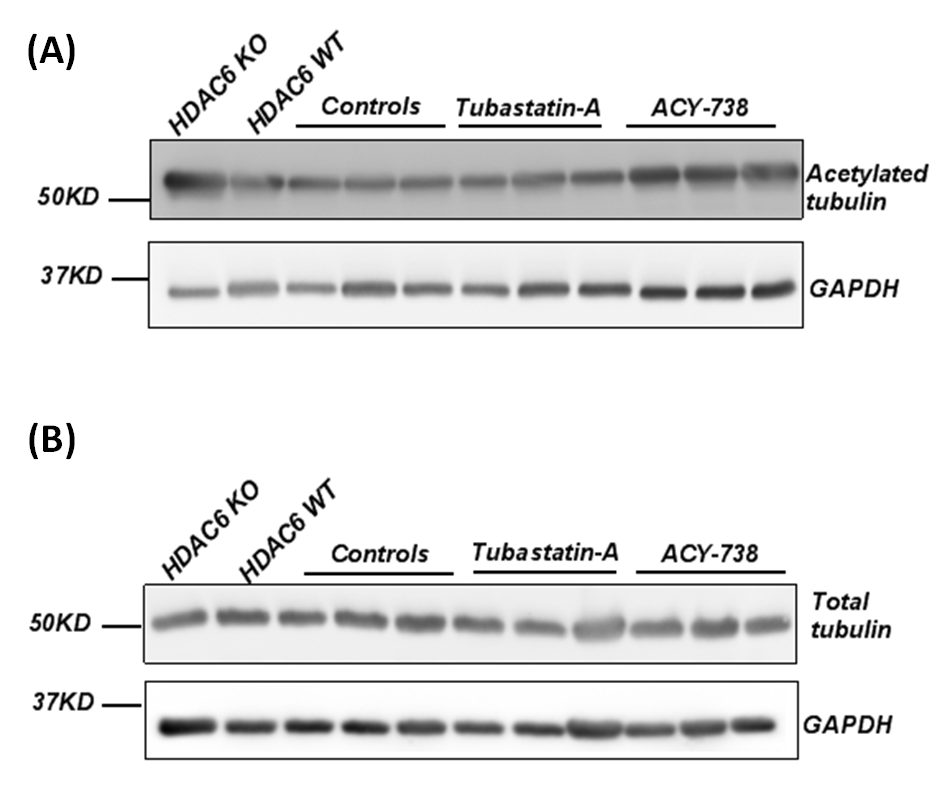 (A)
HDAC6 KO
HDAC6 WT
Controls
Tubastatin-A
ACY-738
50KD
Acetylated
tubulin
37KD
GAPDH
(B)
HDAC6 KO
HDAC6 WT
Controls
Tubastatin-A
ACY-738
50KD
Total
tubulin
37KD
GAPDH